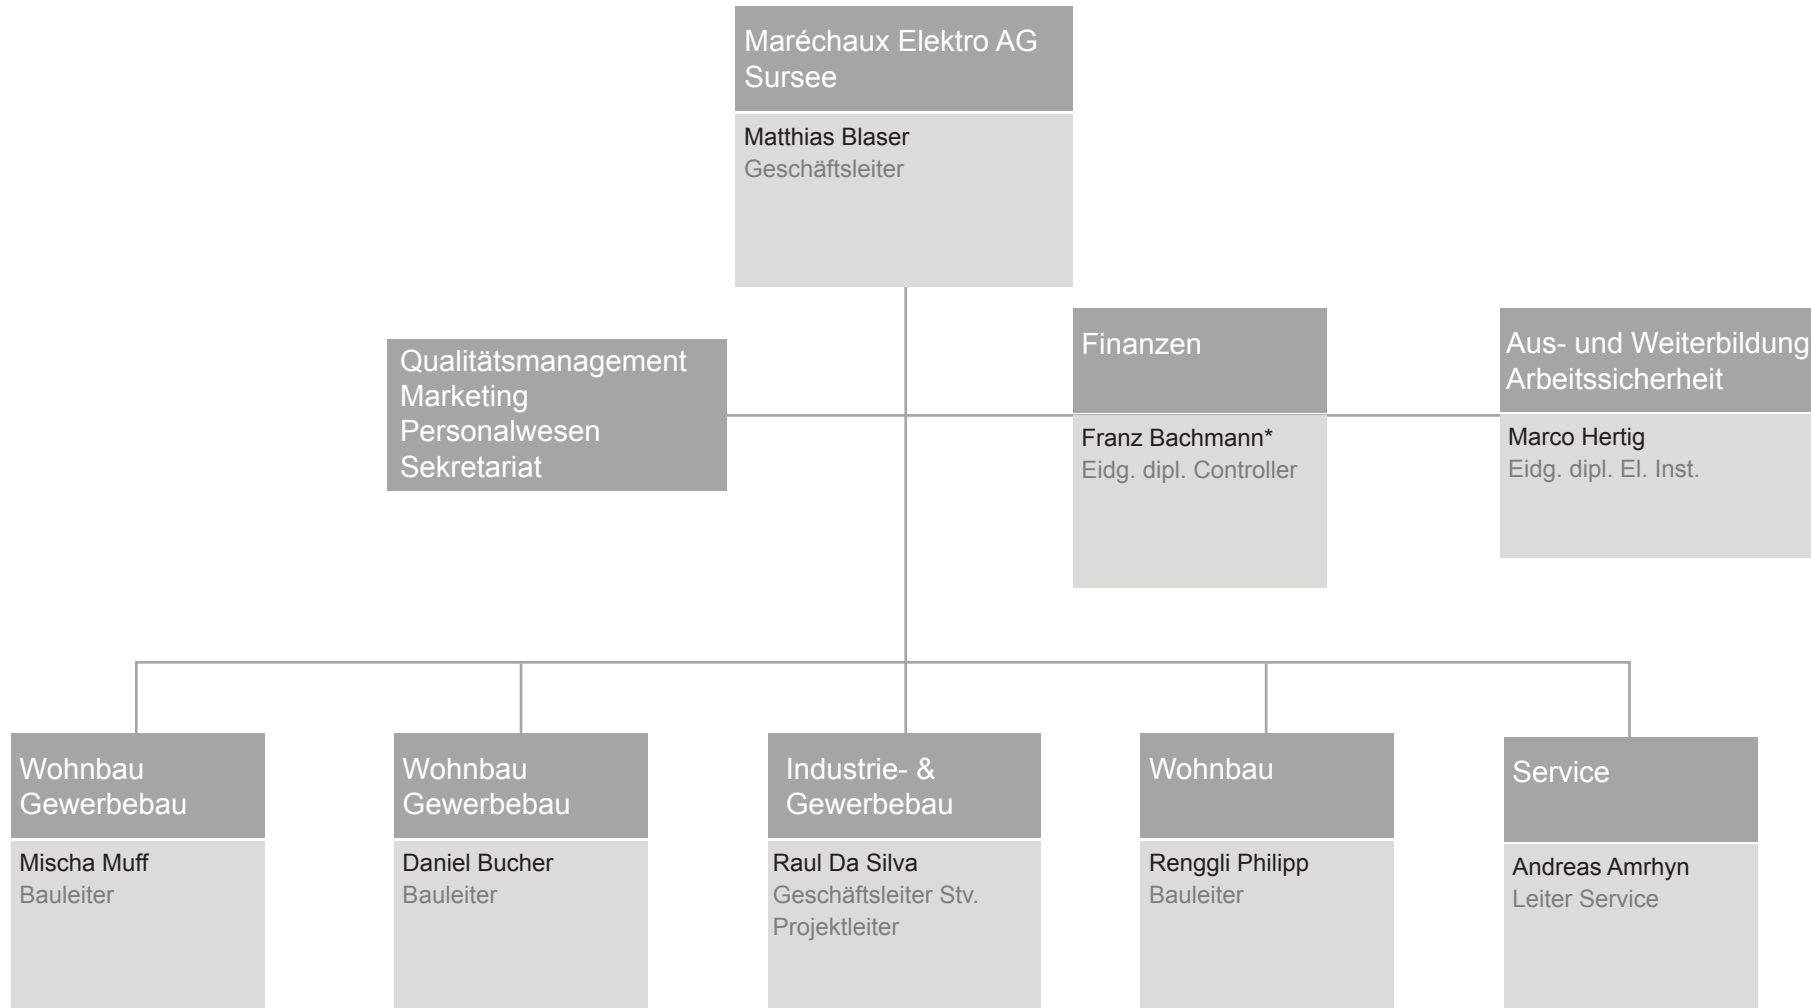 Maréchaux Elektro AG
Sursee
Matthias Blaser
Geschäftsleiter
Qualitätsmanagement
Marketing
Personalwesen
Sekretariat
Finanzen
Franz Bachmann*
Eidg. dipl. Controller
Aus- und Weiterbildung
Arbeitssicherheit
Marco Hertig
Eidg. dipl. El. Inst.
Wohnbau
Gewerbebau
Mischa Muff
Bauleiter
Wohnbau
Gewerbebau
Daniel Bucher
Bauleiter
Industrie- &
Gewerbebau
Raul Da Silva
Geschäftsleiter Stv.
Projektleiter
Wohnbau
Renggli Philipp
Bauleiter
Service
Andreas Amrhyn
Leiter Service